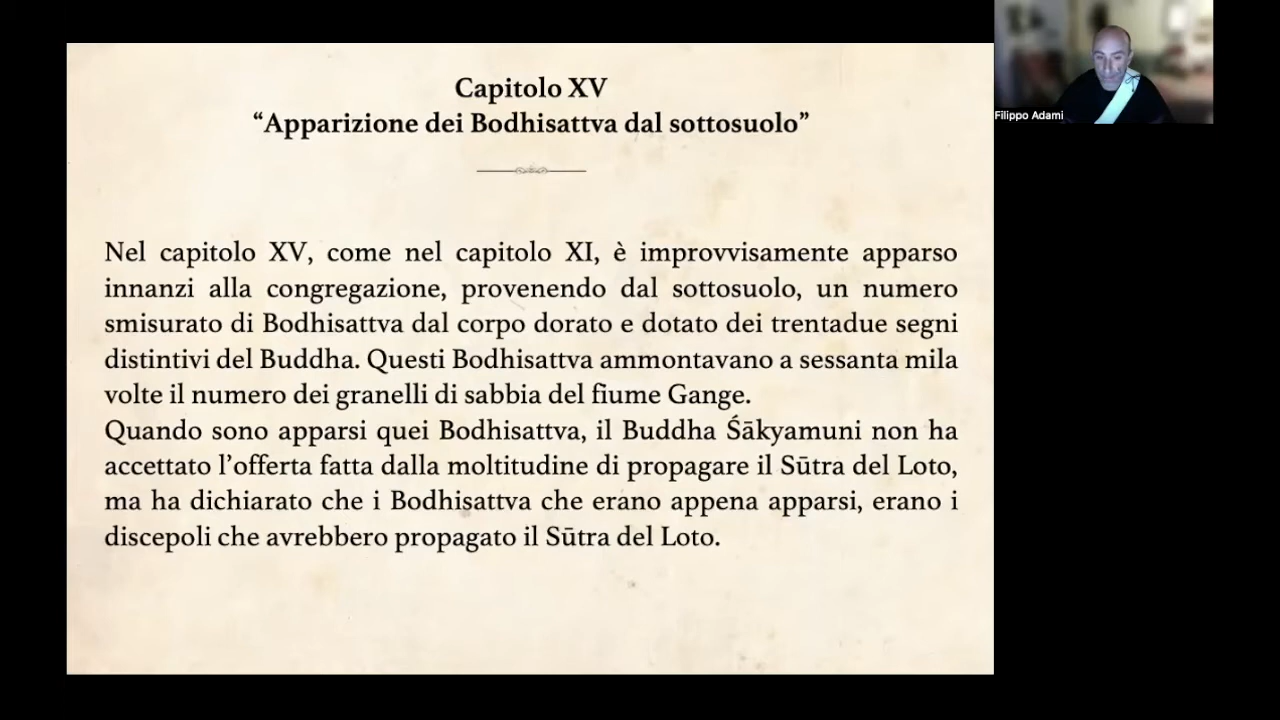 Capitolo XV
“Apparizione dei Bodhisattva dal sottosuolo”
Nel capitolo XV, come nel capitolo XI, è improvvisamente apparso
innanzi alla congregazione, provenendo dal sottosuolo, un numero
smisurato di Bodhisattva dal corpo dorato e dotato dei trentadue segni
distintivi del Buddha. Questi Bodhisattva ammontavano a sessanta mila
volte il numero dei granelli di sabbia del fiume Gange.
Quando sono apparsi quei Bodhisattva, il Buddha Śākyamuni non ha
accettato l’offerta fatta dalla moltitudine di propagare il Sūtra del Loto,
ma ha dichiarato che i Bodhisattva che erano appena apparsi, erano i
discepoli che avrebbero propagato il Sūtra del Loto.
Filippo Adami